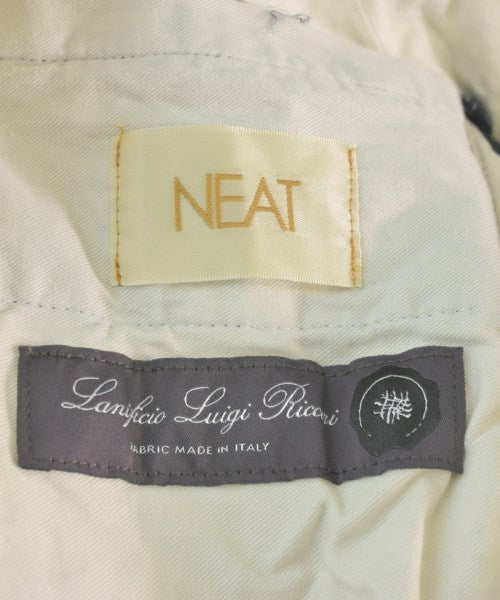 NEAT
Lanificio Luigi Ricceri
FABRIC MADE IN ITALY